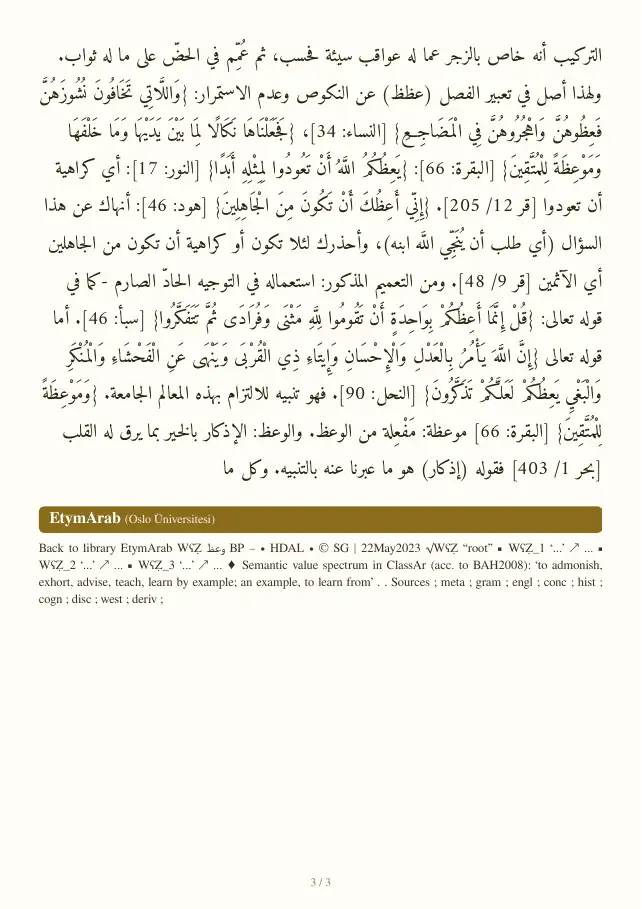 التركيب أنه خاص بالزجر عما له عواقب سيئة فحسب، ثم عُمِّم في الحضّ على ما له ثواب.
ولهذا أصل في تعبير الفصل (عظظ) عن النكوص وعدم الاستمرار: {وَاللَّاتِي تَخَافُونَ نُشُوزَهُنَّ
فَعِظُوهُنَّ وَاهْجُرُوهُنَّ فِي الْمَضَاجِعِ} [النساء: 34]، {فَجَعَلْنَاهَا نَكَالًا لِمَا بَيْنَ يَدَيْهَا وَمَا خَلْفَهَا
وَمَوْعِظَةً لِلْمُتَّقِينَ} [البقرة: 66]: {يَعِظُكُمُ اللَّهُ أَنْ تَعُودُوا لِمِثْلِهِ أَبَدًا} [النور: 17]: أي كراهية
أن تعودوا [قر 12/ 205]. {إِنِّي أَعِظُكَ أَنْ تَكُونَ مِنَ الْجَاهِلِينَ} [هود: 46]: أنهاك عن هذا
السؤال (أي طلب أن يُنَجِّي اللَّه ابنه)، وأحذرك لئلا تكون أو كراهية أن تكون من الجاهلين
أي الآثمين [قر 9/ 48]. ومن التعميم المذكور: استعماله في التوجيه الحادّ الصارم -كما في
قوله تعالى: {قُلْ إِنَّمَا أَعِظُكُمْ بِوَاحِدَةٍ أَنْ تَقُومُوا لِلَّهِ مَثْنَى وَفُرَادَى ثُمَّ تَتَفَكَّرُوا} [سبأ: 46]. أما
قوله تعالى {إِنَّ اللَّهَ يَأْمُرُ بِالْعَدْلِ وَالْإِحْسَانِ وَإِيتَاءِ ذِي الْقُرْبَى وَيَنْهَى عَنِ الْفَحْشَاءِ وَالْمُنْكَرِ
وَالْبَغْيِ يَعِظُكُمْ لَعَلَّكُمْ تَذَكَّرُونَ} [النحل: 90]. فهو تنبيه للالتزام بهذه المعالم الجامعة. {وَمَوْعِظَةً
لِلْمُتَّقِينَ} [البقرة: 66] موعظة: مَفْعِلة من الوعظ. والوعظ: الإذكار بالخير بما يرق له القلب
[بحر 1/ 403] فقوله (إذكار) هو ما عبرنا عنه بالتنبيه. وكل ما
EtymArab (Oslo Üniversitesi)
Back to library EtymArab WʕẒ وعظ BP – • HDAL • © SG | 22May2023 √WʕẒ “root” ▪ WʕẒ_1 ‘...’ ↗ ... ▪
WʕẒ_2 ‘...’ ↗ ... ▪ WʕẒ_3 ‘...’ ↗ ... ♦ Semantic value spectrum in ClassAr (acc. to BAH2008): ‘to admonish,
exhort, advise, teach, learn by example; an example, to learn from’ . . Sources ; meta ; gram ; engl ; conc ; hist ;
cogn ; disc ; west ; deriv ;
3 / 3